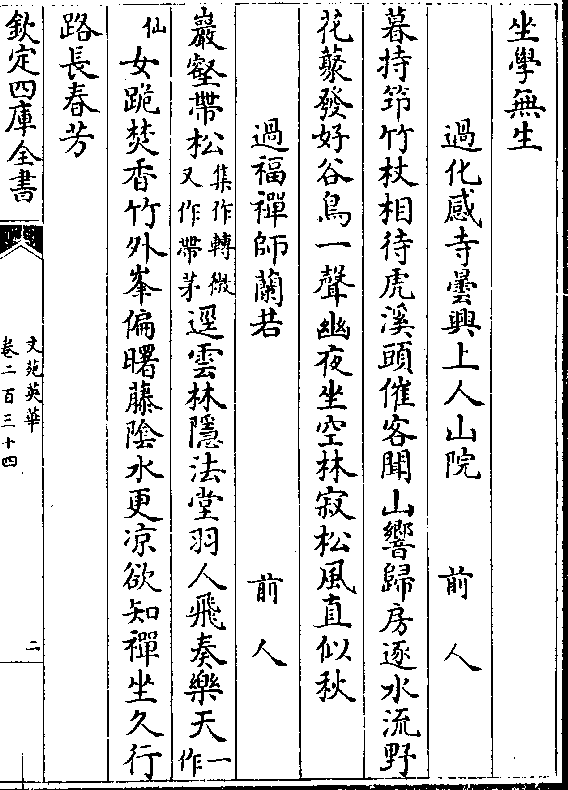 坐學無生
過化感寺曇興上人山院　前人
暮持筇竹杖相待虎溪頭催客聞山響歸房逐水流野
花藂發好谷鳥一聲幽夜坐空林寂松風直似秋
過福禪師蘭若　前人
巖壑帶松集作轉微又作帶茅逕雲林隱法堂羽人飛奏樂天一作
仙女跪焚香竹外峯偏曙藤陰水更凉欲知禪坐久行
路長春芳
欽定四庫全書
文苑英華
卷二百三十四
二